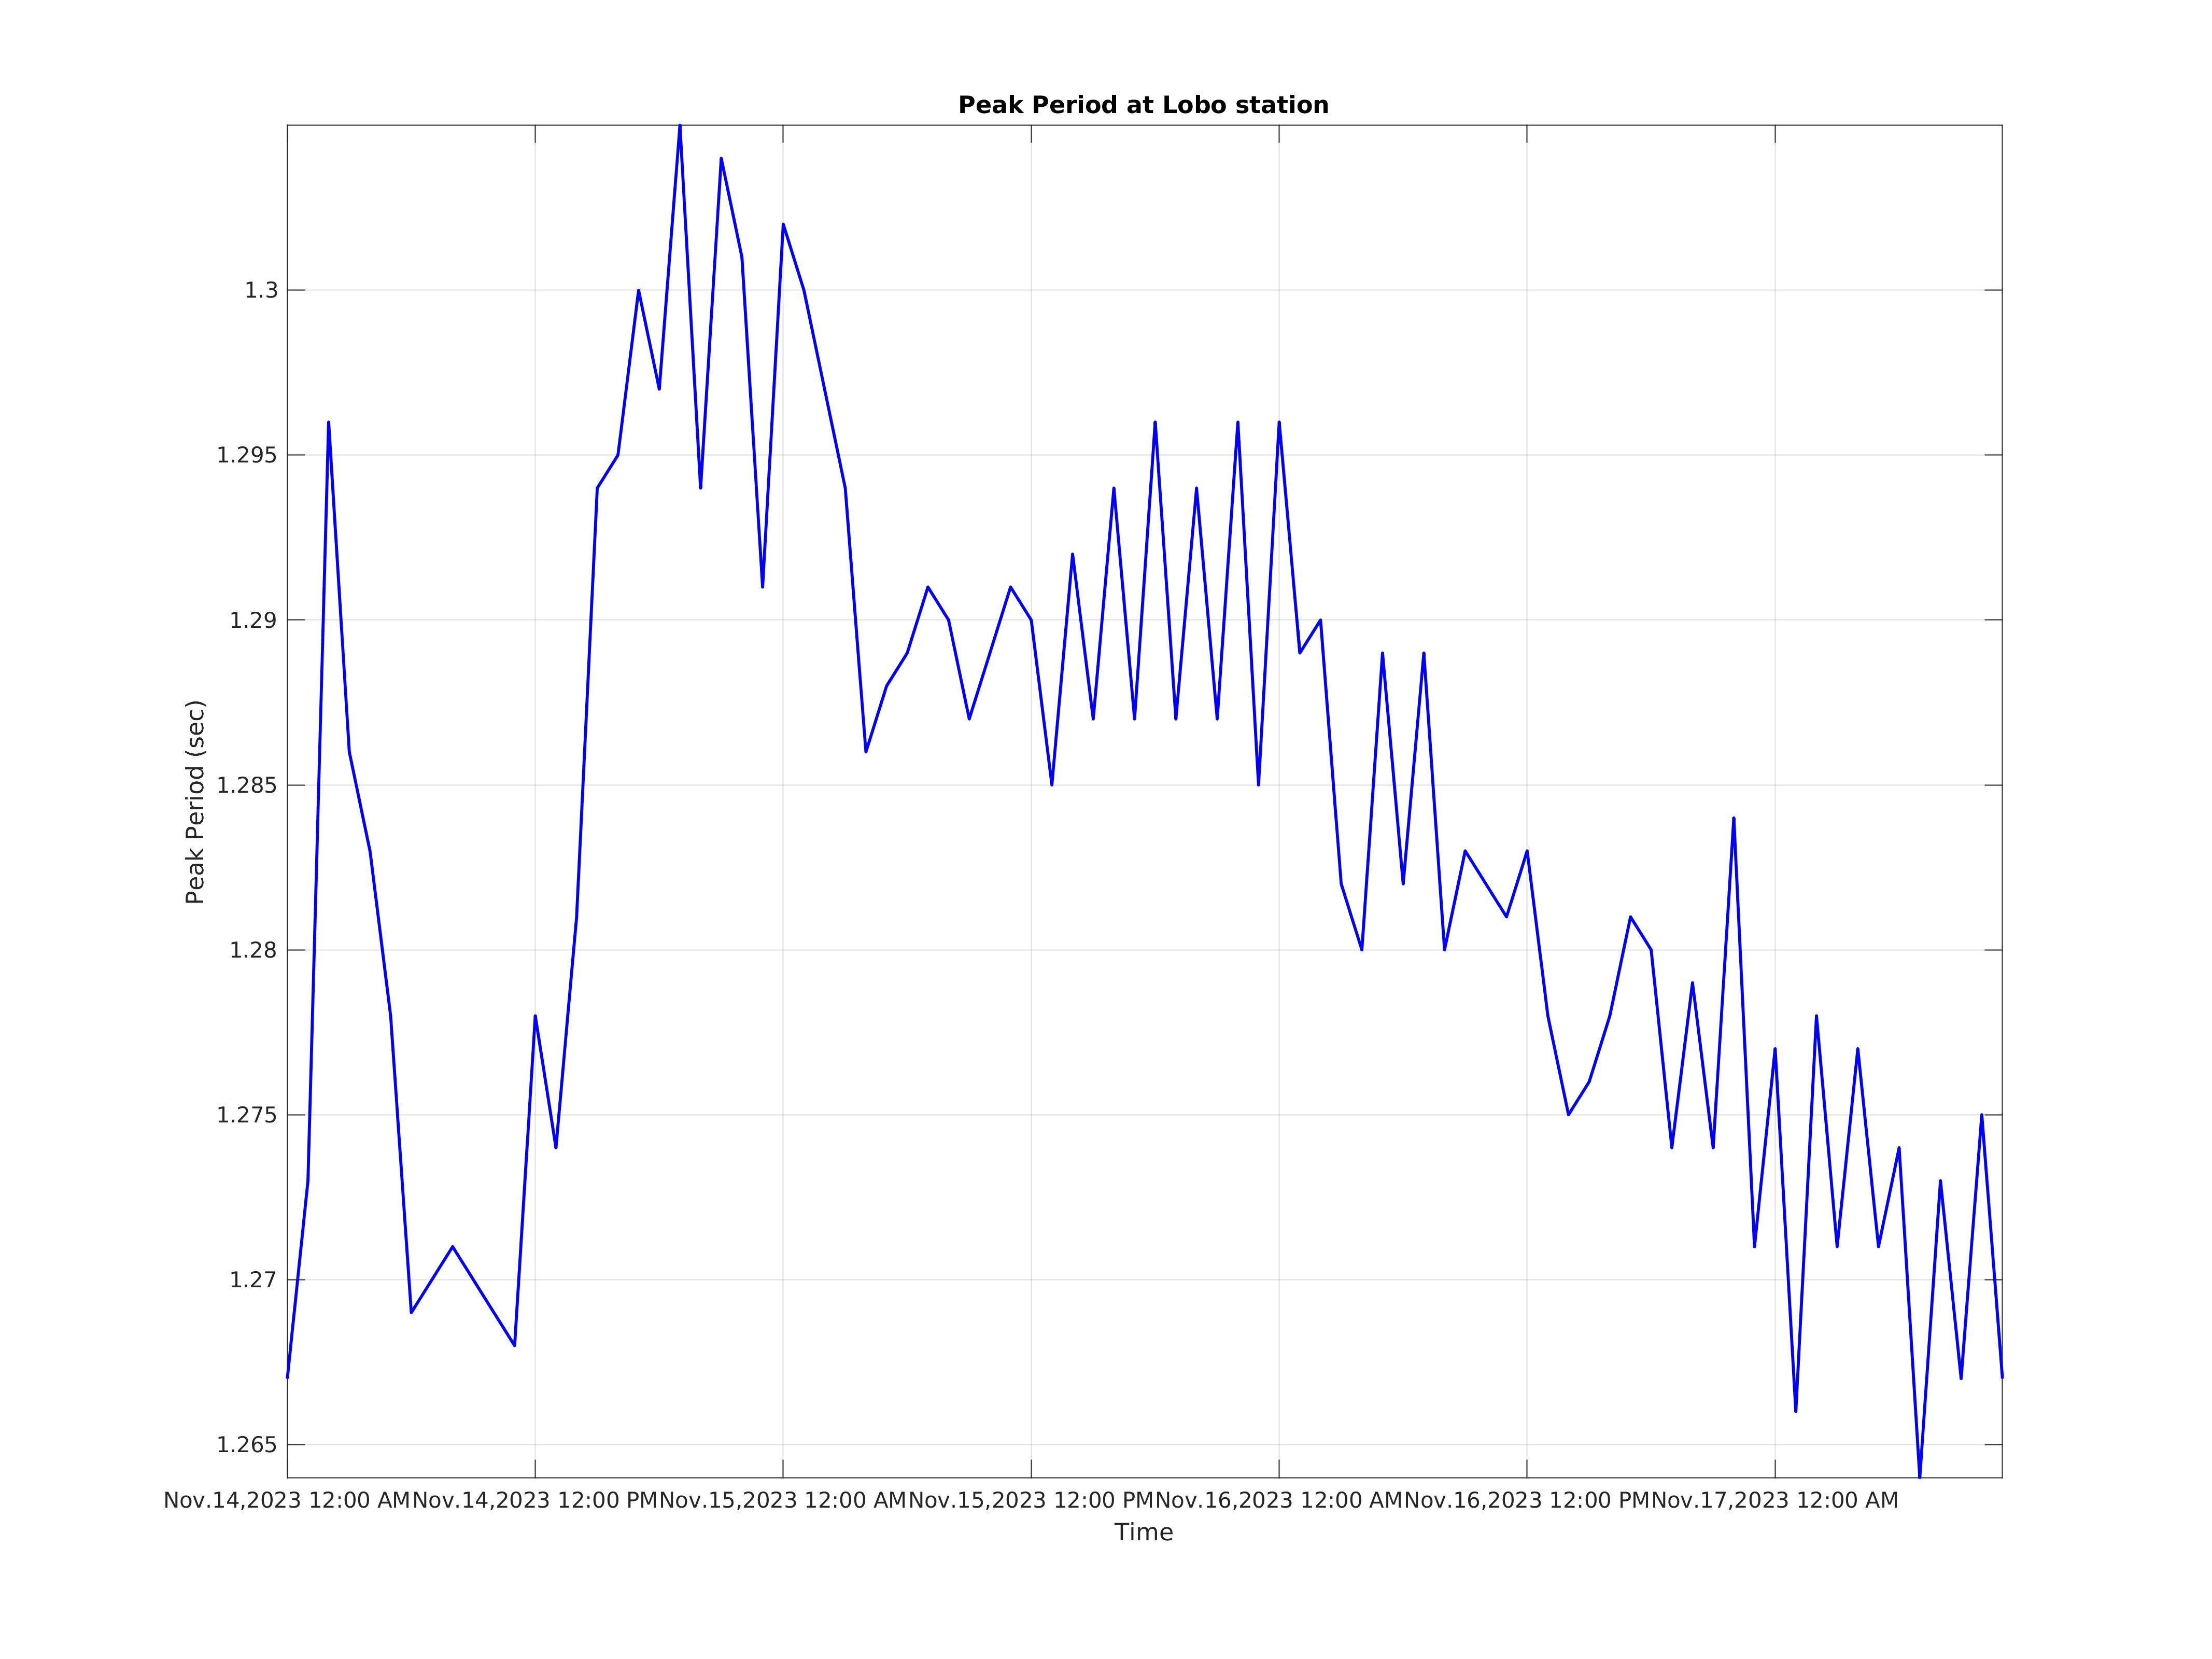 Peak Period at Lobo station
1.3
1.295
1.29
1.285
1.28
1.275
1.27
1.265
Peak Period (sec)
Nov.14,2023 12:00 AM Nov.14,2023 12:00 PM Nov.15,2023 12:00 AM Nov.15,2023 12:00 PM Nov.16,2023 12:00 AM Nov.16,2023 12:00 PM Nov.17,2023 12:00 AM
Time